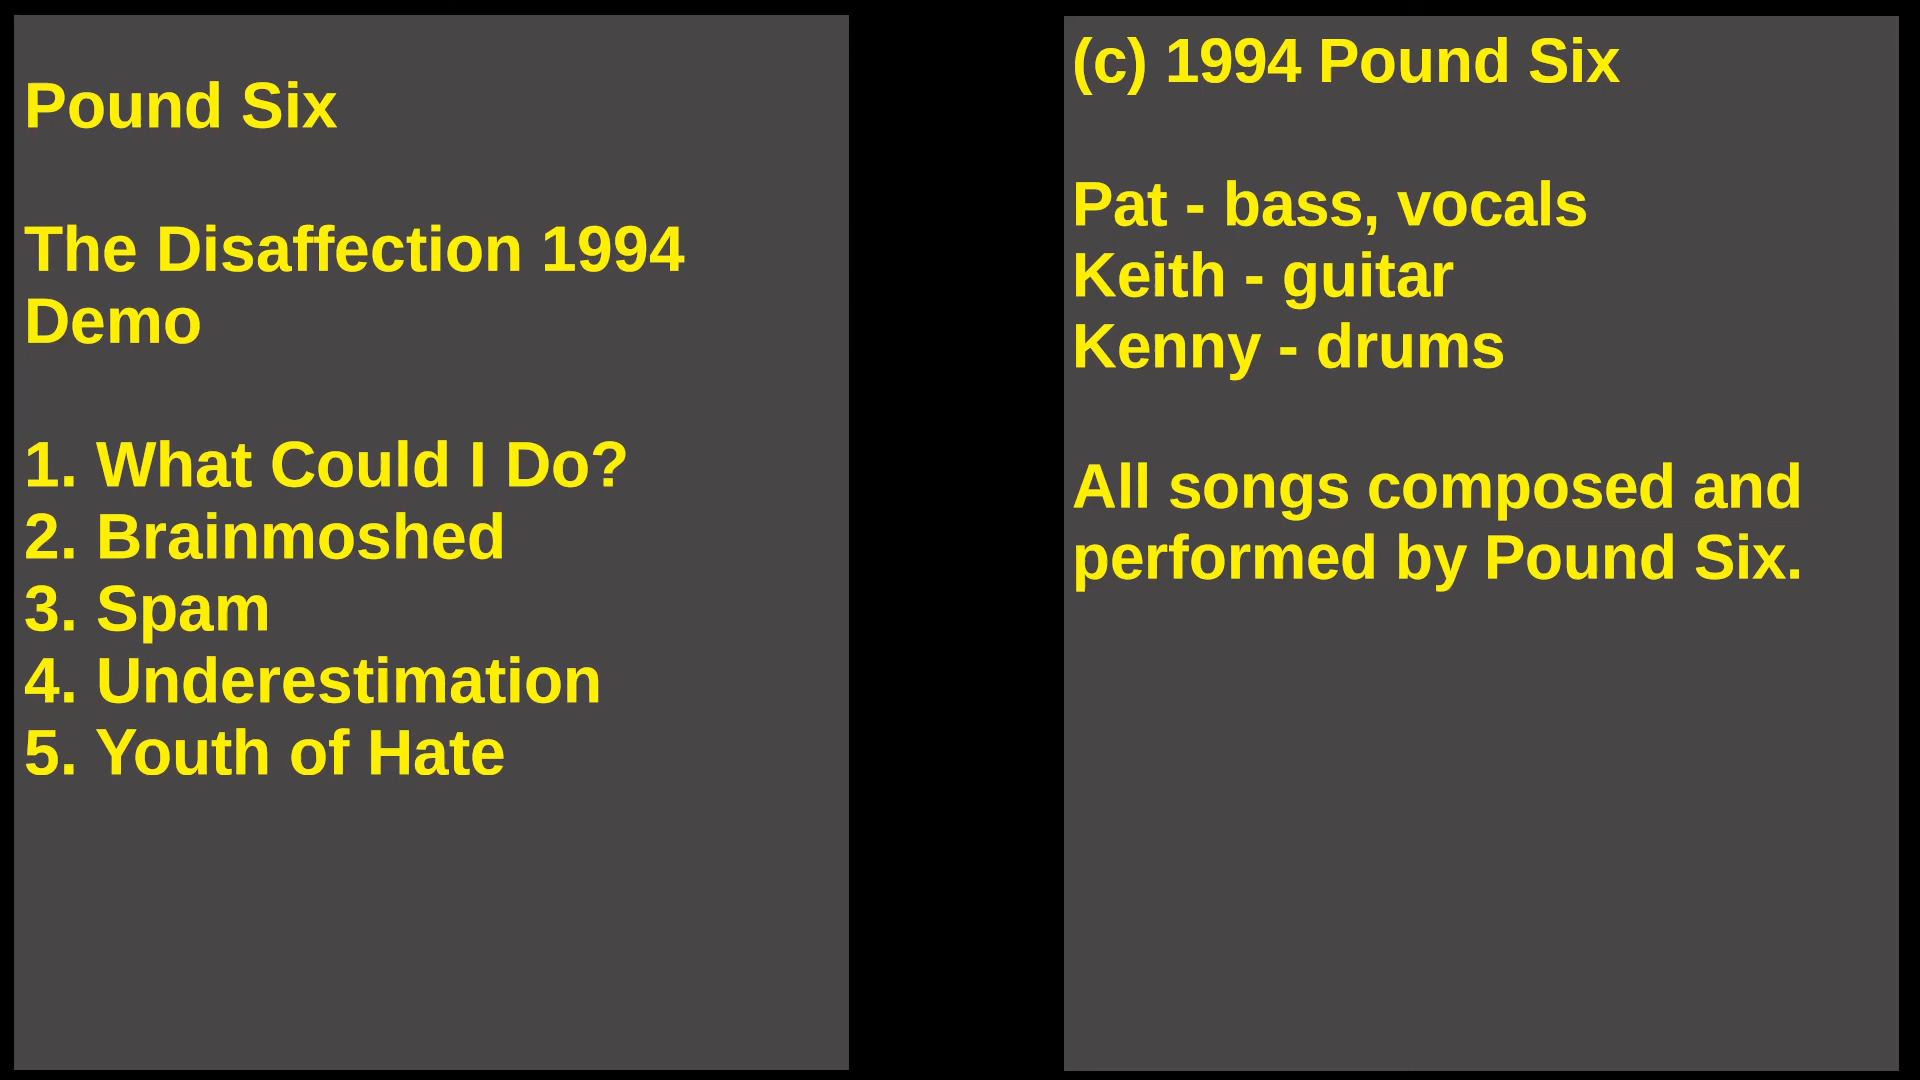 Pound Six
The Disaffection 1994
Demo
1. What Could I Do?
2. Brainmoshed
3. Spam
4. Underestimation
5. Youth of Hate
(c) 1994 Pound Six
Pat - bass, vocals
Keith - guitar
Kenny - drums
All songs composed and
performed by Pound Six.